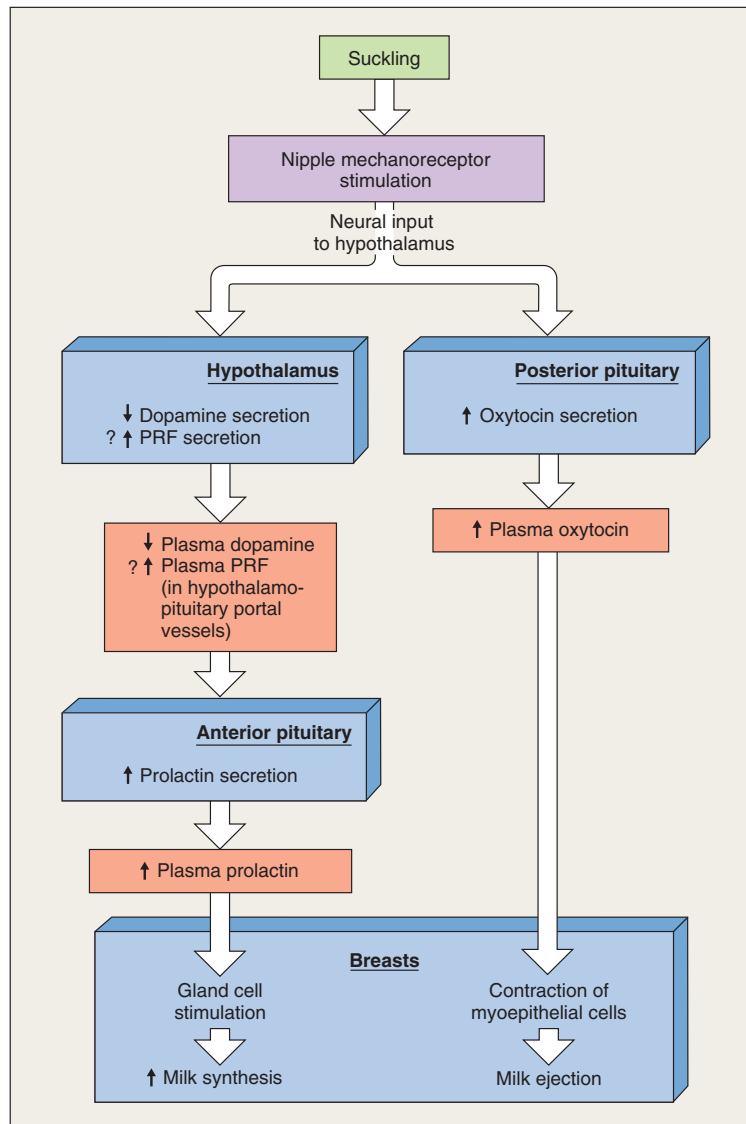 Suckling
Nipple mechanoreceptor
stimulation
Neural input
to hypothalamus
Hypothalamus
↓ Dopamine secretion
? ↑ PRF secretion
Posterior pituitary
↑ Oxytocin secretion
↓ Plasma dopamine
? ↑ Plasma PRF
(in hypothalamo-
pituitary portal
vessels)
↑ Plasma oxytocin
Anterior pituitary
↑ Prolactin secretion
↑ Plasma prolactin
Breasts
Gland cell
stimulation
↑ Milk synthesis
Contraction of
myoepithelial cells
Milk ejection